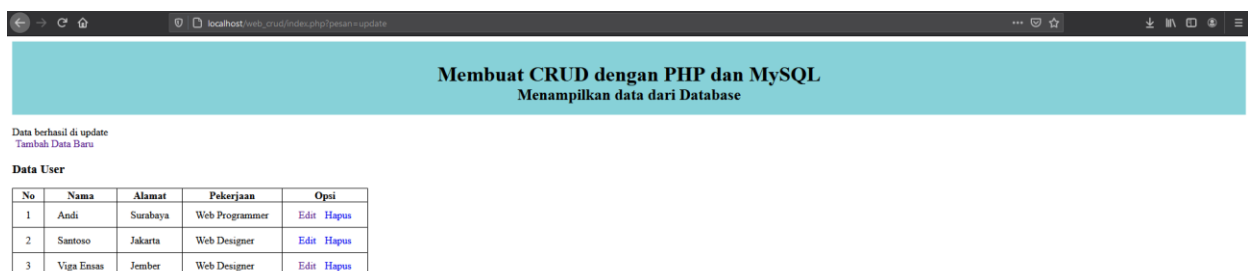 localhost/web_crud/index.php?pesan=update
Membuat CRUD dengan PHP dan MySQL
Menampilkan data dari Database
Data berhasil di update
Tambah Data Baru
Data User
No Nama Alamat Pekerjaan Opsi
1 Andi Surabaya Web Programmer Edit Hapus
2 Santoso Jakarta Web Designer Edit Hapus
3 Viga Ensas Jember Web Designer Edit Hapus